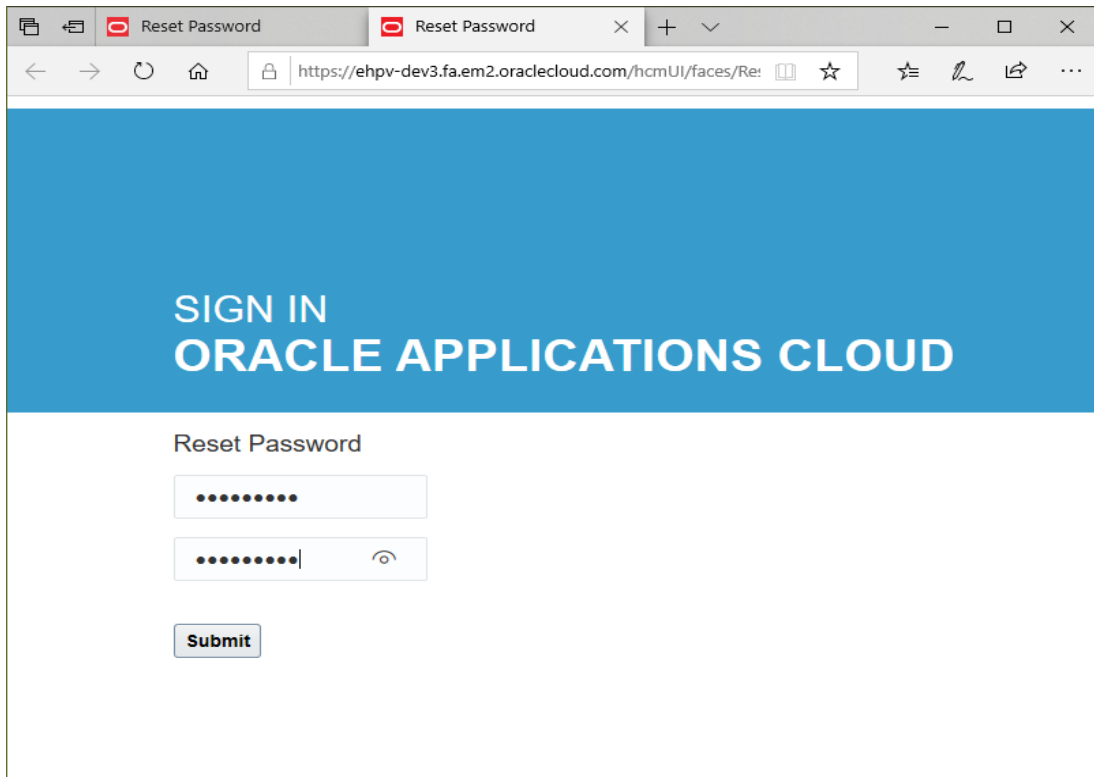 Reset Password
Reset Password
https://ehpv-dev3.fa.em2.oraclecloud.com/hcmUI/faces/Re
SIGN IN
ORACLE APPLICATIONS CLOUD
Reset Password
•••••••••
•••••••••
Submit